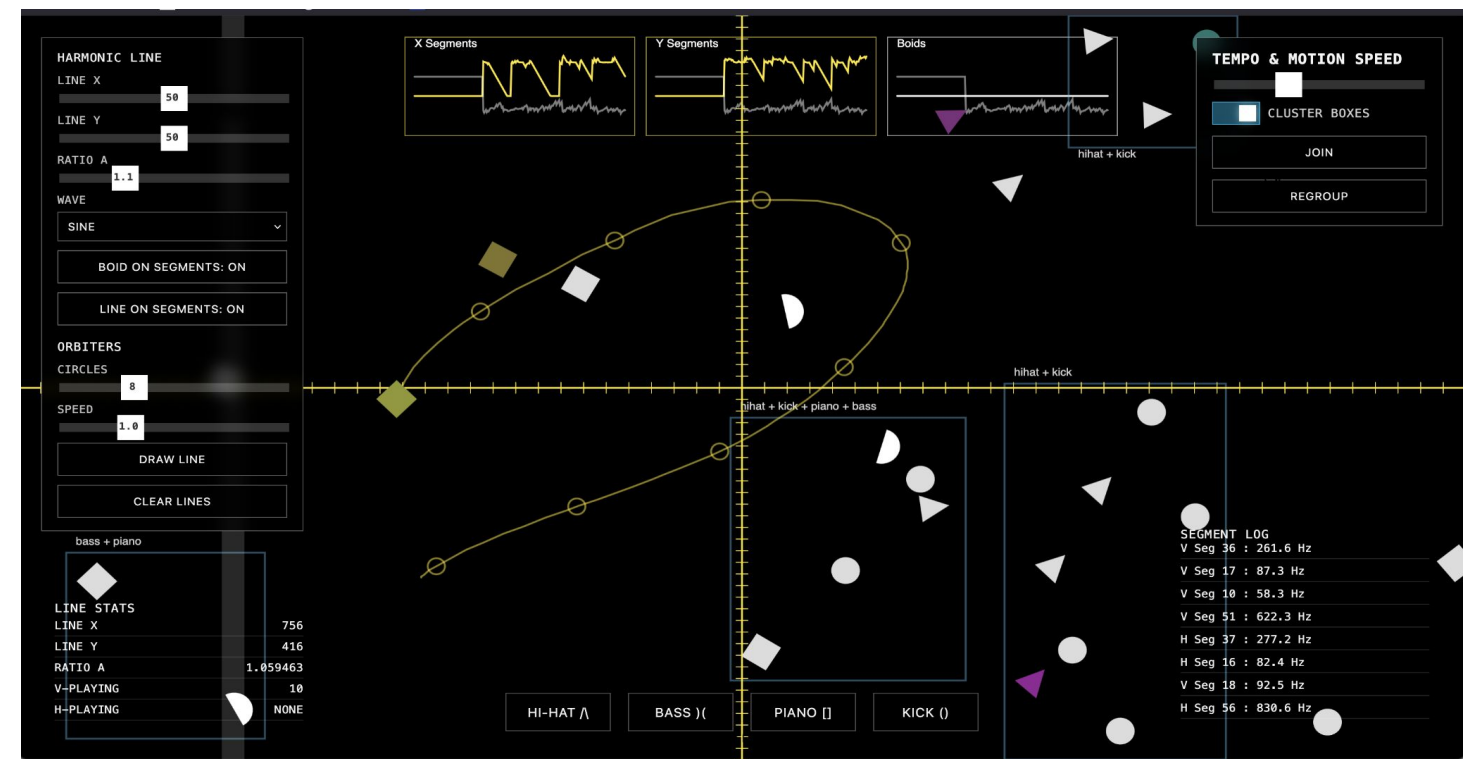 HARMONIC LINE
LINE X
50
LINE Y
50
RATIO A
1.1
WAVE
SINE
BOID ON SEGMENTS: ON
LINE ON SEGMENTS: ON
ORBITERS
CIRCLES
8
SPEED
1.0
DRAW LINE
CLEAR LINES
X Segments
Y Segments
Boids
hihat + kick
TEMPO & MOTION SPEED
CLUSTER BOXES
JOIN
REGROUP
hihat + kick
hihat + kick + piano + bass
bass + piano
LINE STATS
LINE X 756
LINE Y 416
RATIO A 1.059463
V-PLAYING 10
H-PLAYING NONE
HI-HAT /\
BASS )(
PIANO []
KICK ()
SEGMENT LOG
V Seg 36 : 261.6 Hz
V Seg 17 : 87.3 Hz
V Seg 10 : 58.3 Hz
V Seg 51 : 622.3 Hz
H Seg 37 : 277.2 Hz
H Seg 16 : 82.4 Hz
V Seg 18 : 92.5 Hz
H Seg 56 : 830.6 Hz